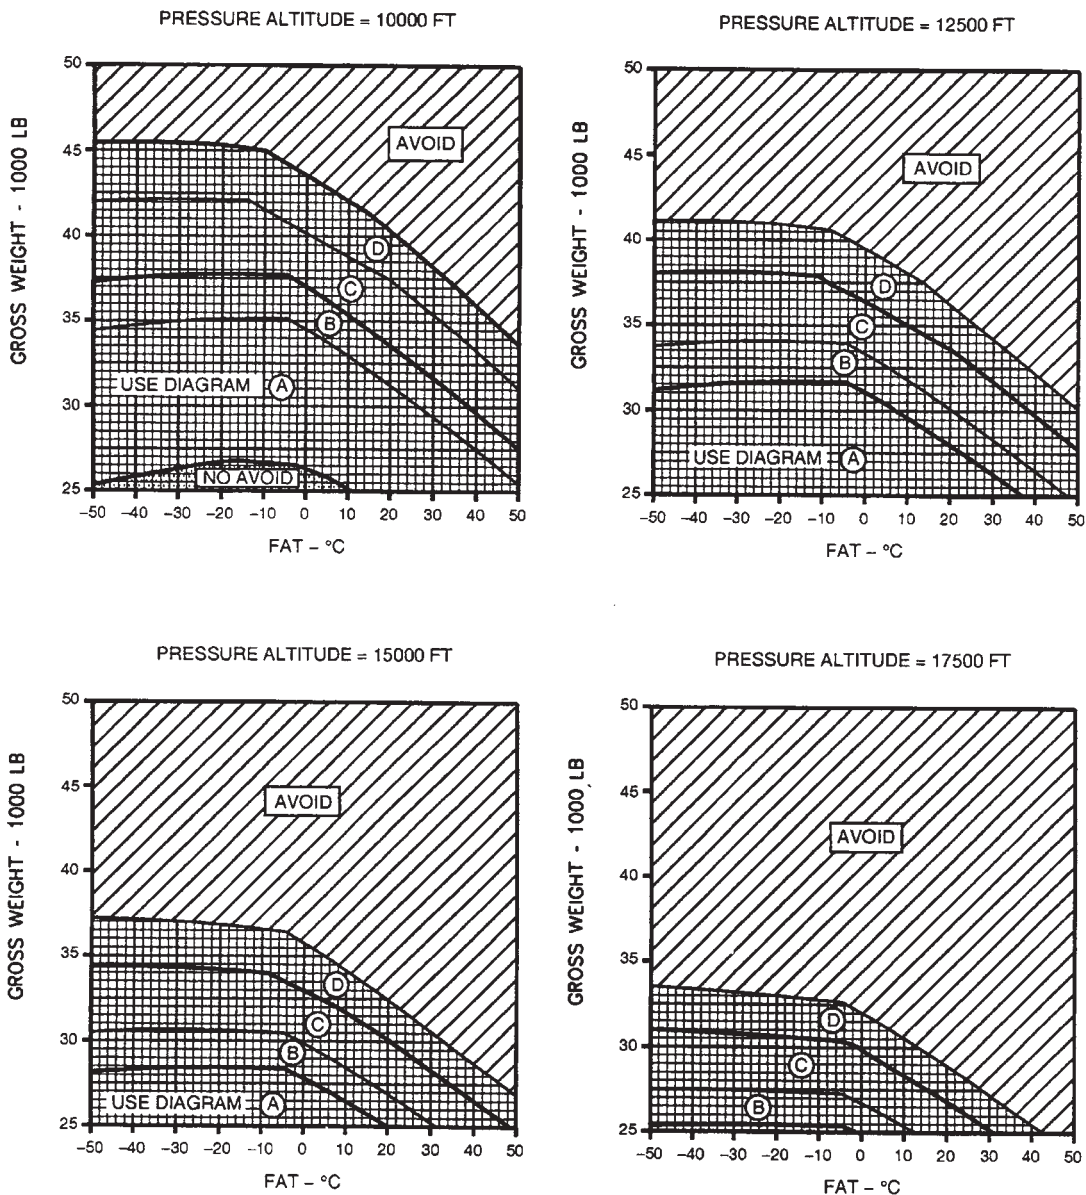 PRESSURE ALTITUDE = 10000 FT
GROSS WEIGHT - 1000 LB
50
45
40
35
30
25
AVOID
D
C
B
USE DIAGRAM A
NO AVOID
–50 –40 –30 –20 –10 0 10 20 30 40 50
FAT – °C
PRESSURE ALTITUDE = 12500 FT
GROSS WEIGHT - 1000 LB
50
45
40
35
30
25
AVOID
D
C
B
USE DIAGRAM A
–50 –40 –30 –20 –10 0 10 20 30 40 50
FAT – °C
PRESSURE ALTITUDE = 15000 FT
GROSS WEIGHT - 1000 LB
50
45
40
35
30
25
AVOID
D
C
B
USE DIAGRAM A
–50 –40 –30 –20 –10 0 10 20 30 40 50
FAT – °C
PRESSURE ALTITUDE = 17500 FT
GROSS WEIGHT - 1000 LB
50
45
40
35
30
25
AVOID
D
C
B
–50 –40 –30 –20 –10 0 10 20 30 40 50
FAT – °C